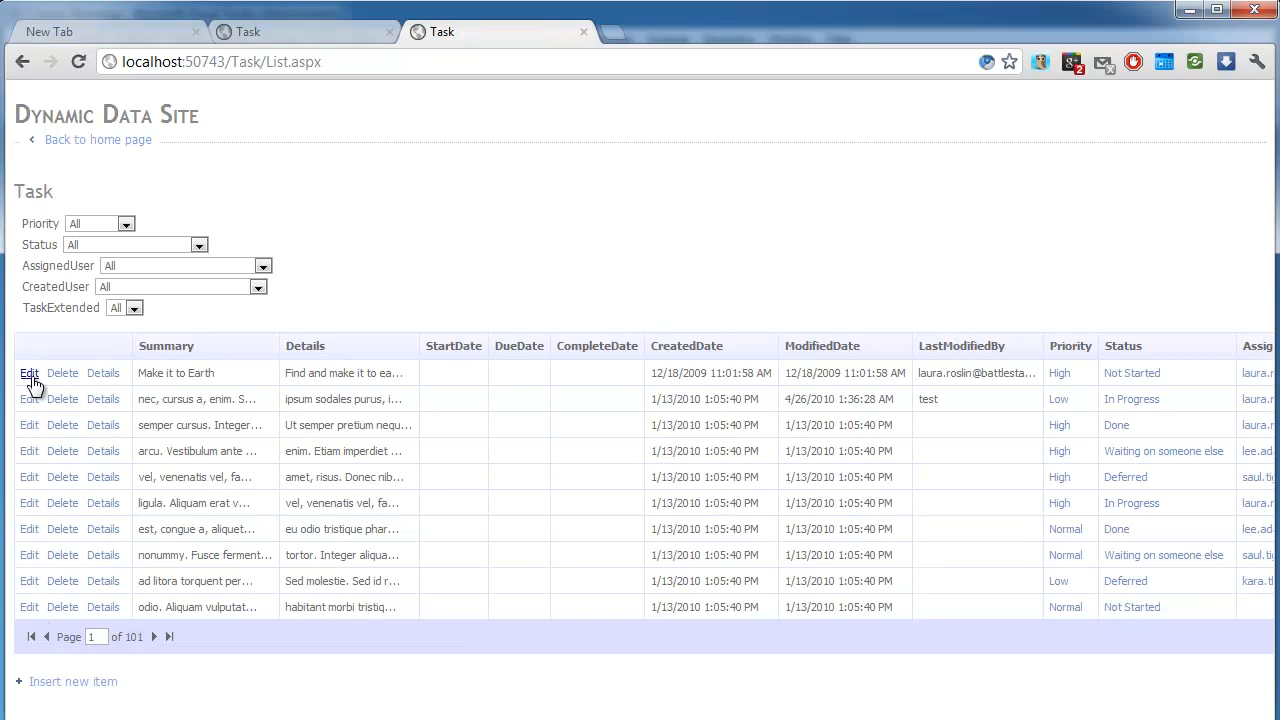 New Tab Task Task
localhost:50743/Task/List.aspx 2
Dynamic Data Site
Back to home page
Task
Priority All
Status All
AssignedUser All
CreatedUser All
TaskExtended All
Summary Details StartDate DueDate CompleteDate CreatedDate ModifiedDate LastModifiedBy Priority Status Assig
Edit Delete Details Make it to Earth Find and make it to ea... 12/18/2009 11:01:58 AM 12/18/2009 11:01:58 AM laura.roslin@battlesta... High Not Started laura.r
Edit Delete Details nec, cursus a, enim. S... ipsum sodales purus, i... 1/13/2010 1:05:40 PM 4/26/2010 1:36:28 AM test Low In Progress laura.r
Edit Delete Details semper cursus. Integer... Ut semper pretium nequ... 1/13/2010 1:05:40 PM 1/13/2010 1:05:40 PM High Done laura.r
Edit Delete Details arcu. Vestibulum ante ... enim. Etiam imperdiet ... 1/13/2010 1:05:40 PM 1/13/2010 1:05:40 PM High Waiting on someone else lee.ad
Edit Delete Details vel, venenatis vel, fa... amet, risus. Donec nib... 1/13/2010 1:05:40 PM 1/13/2010 1:05:40 PM High Deferred saul.tig
Edit Delete Details ligula. Aliquam erat v... vel, venenatis vel, fa... 1/13/2010 1:05:40 PM 1/13/2010 1:05:40 PM High In Progress laura.r
Edit Delete Details est, congue a, aliquet... eu odio tristique phar... 1/13/2010 1:05:40 PM 1/13/2010 1:05:40 PM Normal Done lee.ad
Edit Delete Details nonummy. Fusce ferment... tortor. Integer aliqua... 1/13/2010 1:05:40 PM 1/13/2010 1:05:40 PM Normal Waiting on someone else saul.tig
Edit Delete Details ad litora torquent per... Sed molestie. Sed id r... 1/13/2010 1:05:40 PM 1/13/2010 1:05:40 PM Low Deferred kara.t
Edit Delete Details odio. Aliquam vulputat... habitant morbi tristiq... 1/13/2010 1:05:40 PM 1/13/2010 1:05:40 PM Normal Not Started
Page 1 of 101
Insert new item